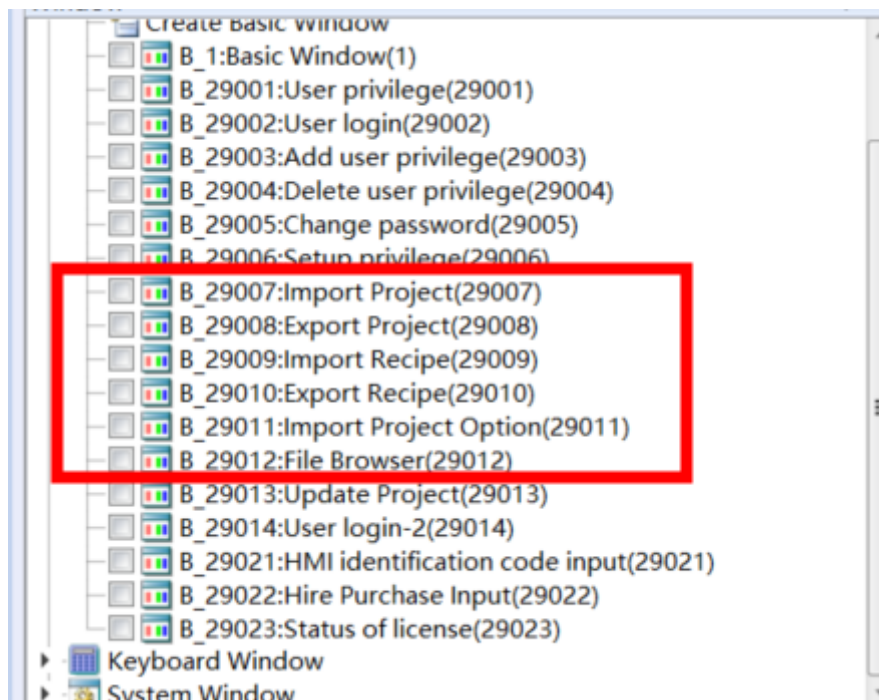 Create Basic Window
B_1:Basic Window(1)
B_29001:User privilege(29001)
B_29002:User login(29002)
B_29003:Add user privilege(29003)
B_29004:Delete user privilege(29004)
B_29005:Change password(29005)
B_29006:Setup privilege(29006)
B_29007:Import Project(29007)
B_29008:Export Project(29008)
B_29009:Import Recipe(29009)
B_29010:Export Recipe(29010)
B_29011:Import Project Option(29011)
B_29012:File Browser(29012)
B_29013:Update Project(29013)
B_29014:User login-2(29014)
B_29021:HMI identification code input(29021)
B_29022:Hire Purchase Input(29022)
B_29023:Status of license(29023)
Keyboard Window
System Window